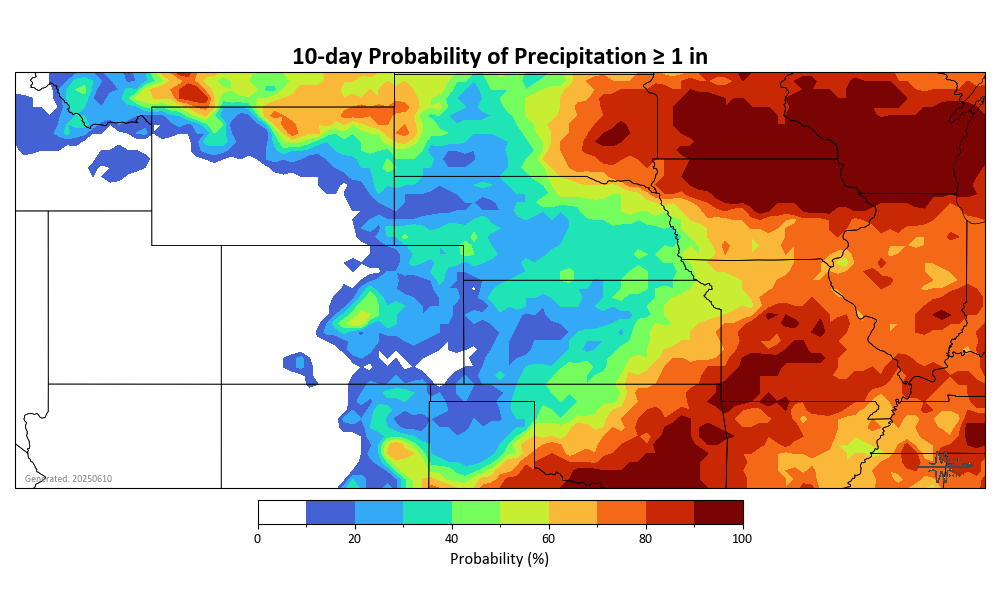 10-day Probability of Precipitation ≥ 1 in
Generated: 20250610
0 20 40 60 80 100
Probability (%)